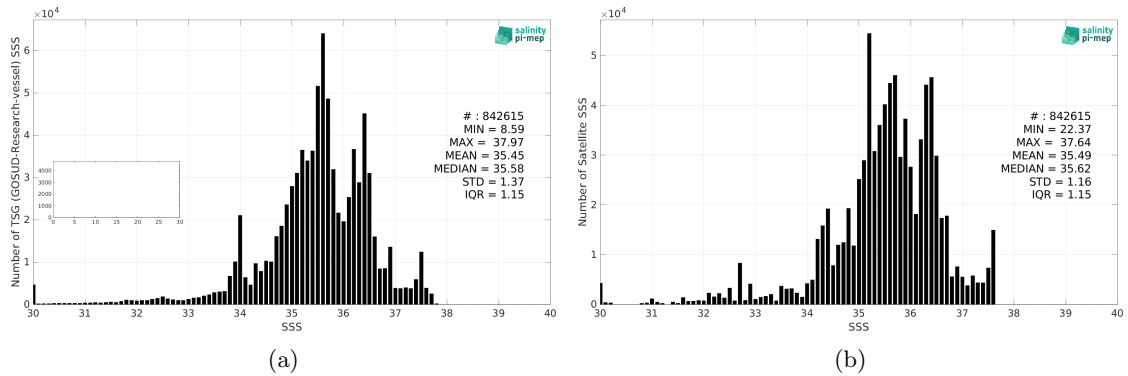 ×10⁴
7
6
5
4
3
2
1
0
Number of TSG (GOSUD-Research-vessel) SSS
salinity
pi-mep
# : 842615
MIN = 8.59
MAX = 37.97
MEAN = 35.45
MEDIAN = 35.58
STD = 1.37
IQR = 1.15
4000
3000
2000
1000
0
0 5 10 15 20 25 30
30 31 32 33 34 35 36 37 38 39 40
SSS
(a)
×10⁴
5
4
3
2
1
0
Number of Satellite SSS
salinity
pi-mep
# : 842615
MIN = 22.37
MAX = 37.64
MEAN = 35.49
MEDIAN = 35.62
STD = 1.16
IQR = 1.15
30 31 32 33 34 35 36 37 38 39 40
SSS
(b)